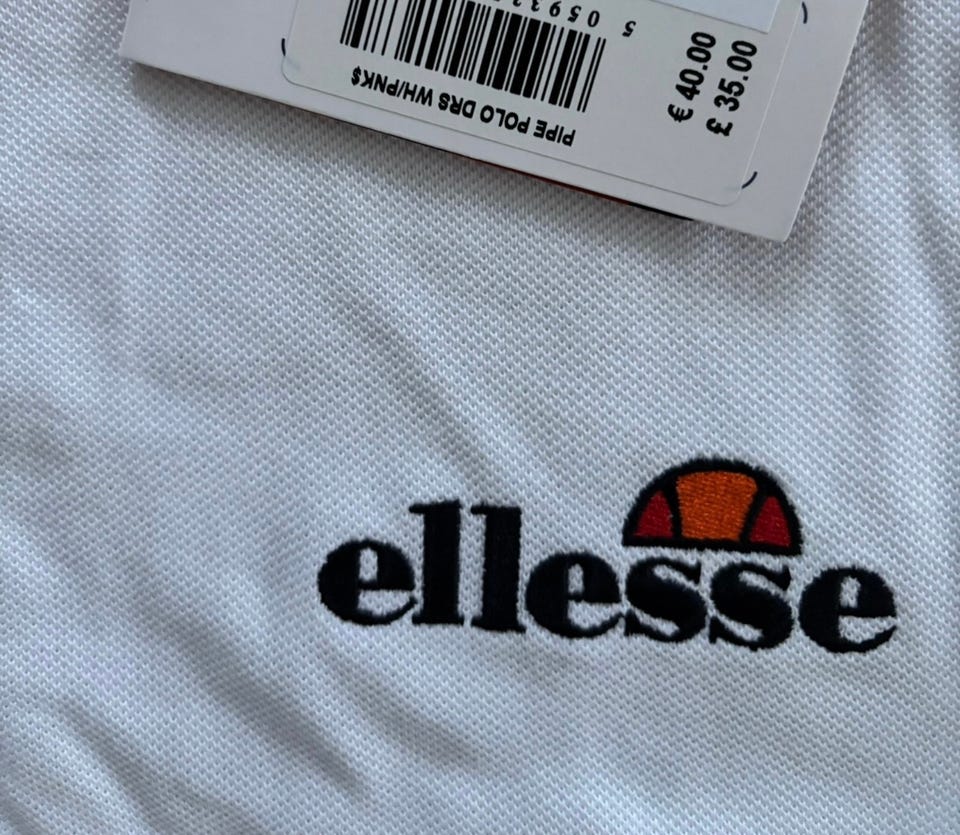 PIPE POLO DRS WH/PNK$
€ 40.00
£ 35.00
ellesse